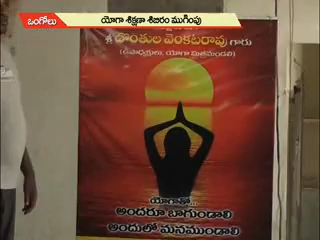 ఒంగోలు
యోగా శిక్షణా శిబిరం ముగింపు
శ్రీ దొంతుల వెంకటరావు గారు
యోగాతో...
అందరూ బాగుండాలి
అందులో మనముండాలి